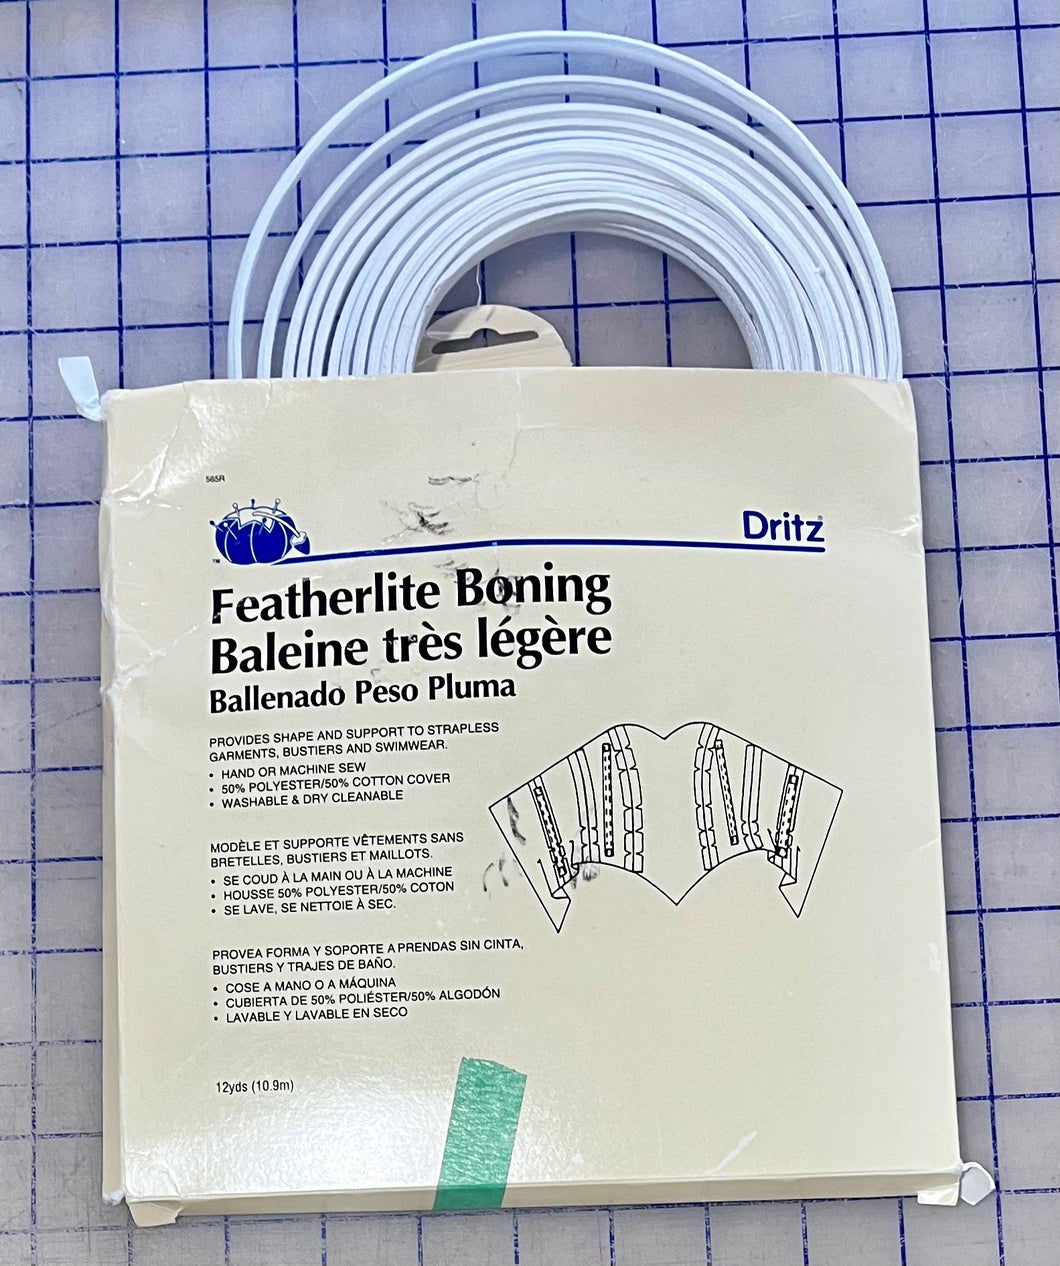 565R
Dritz
™
Featherlite Boning
Baleine très légère
Ballenado Peso Pluma
PROVIDES SHAPE AND SUPPORT TO STRAPLESS
GARMENTS, BUSTIERS AND SWIMWEAR.
• HAND OR MACHINE SEW
• 50% POLYESTER/50% COTTON COVER
• WASHABLE & DRY CLEANABLE
MODÈLE ET SUPPORTE VÊTEMENTS SANS
BRETELLES, BUSTIERS ET MAILLOTS.
• SE COUD À LA MAIN OU À LA MACHINE
• HOUSSE 50% POLYESTER/50% COTON
• SE LAVE, SE NETTOIE À SEC.
PROVEA FORMA Y SOPORTE A PRENDAS SIN CINTA,
BUSTIERS Y TRAJES DE BAÑO.
• COSE A MANO O A MÁQUINA
• CUBIERTA DE 50% POLIÉSTER/50% ALGODÓN
• LAVABLE Y LAVABLE EN SECO
12yds (10.9m)